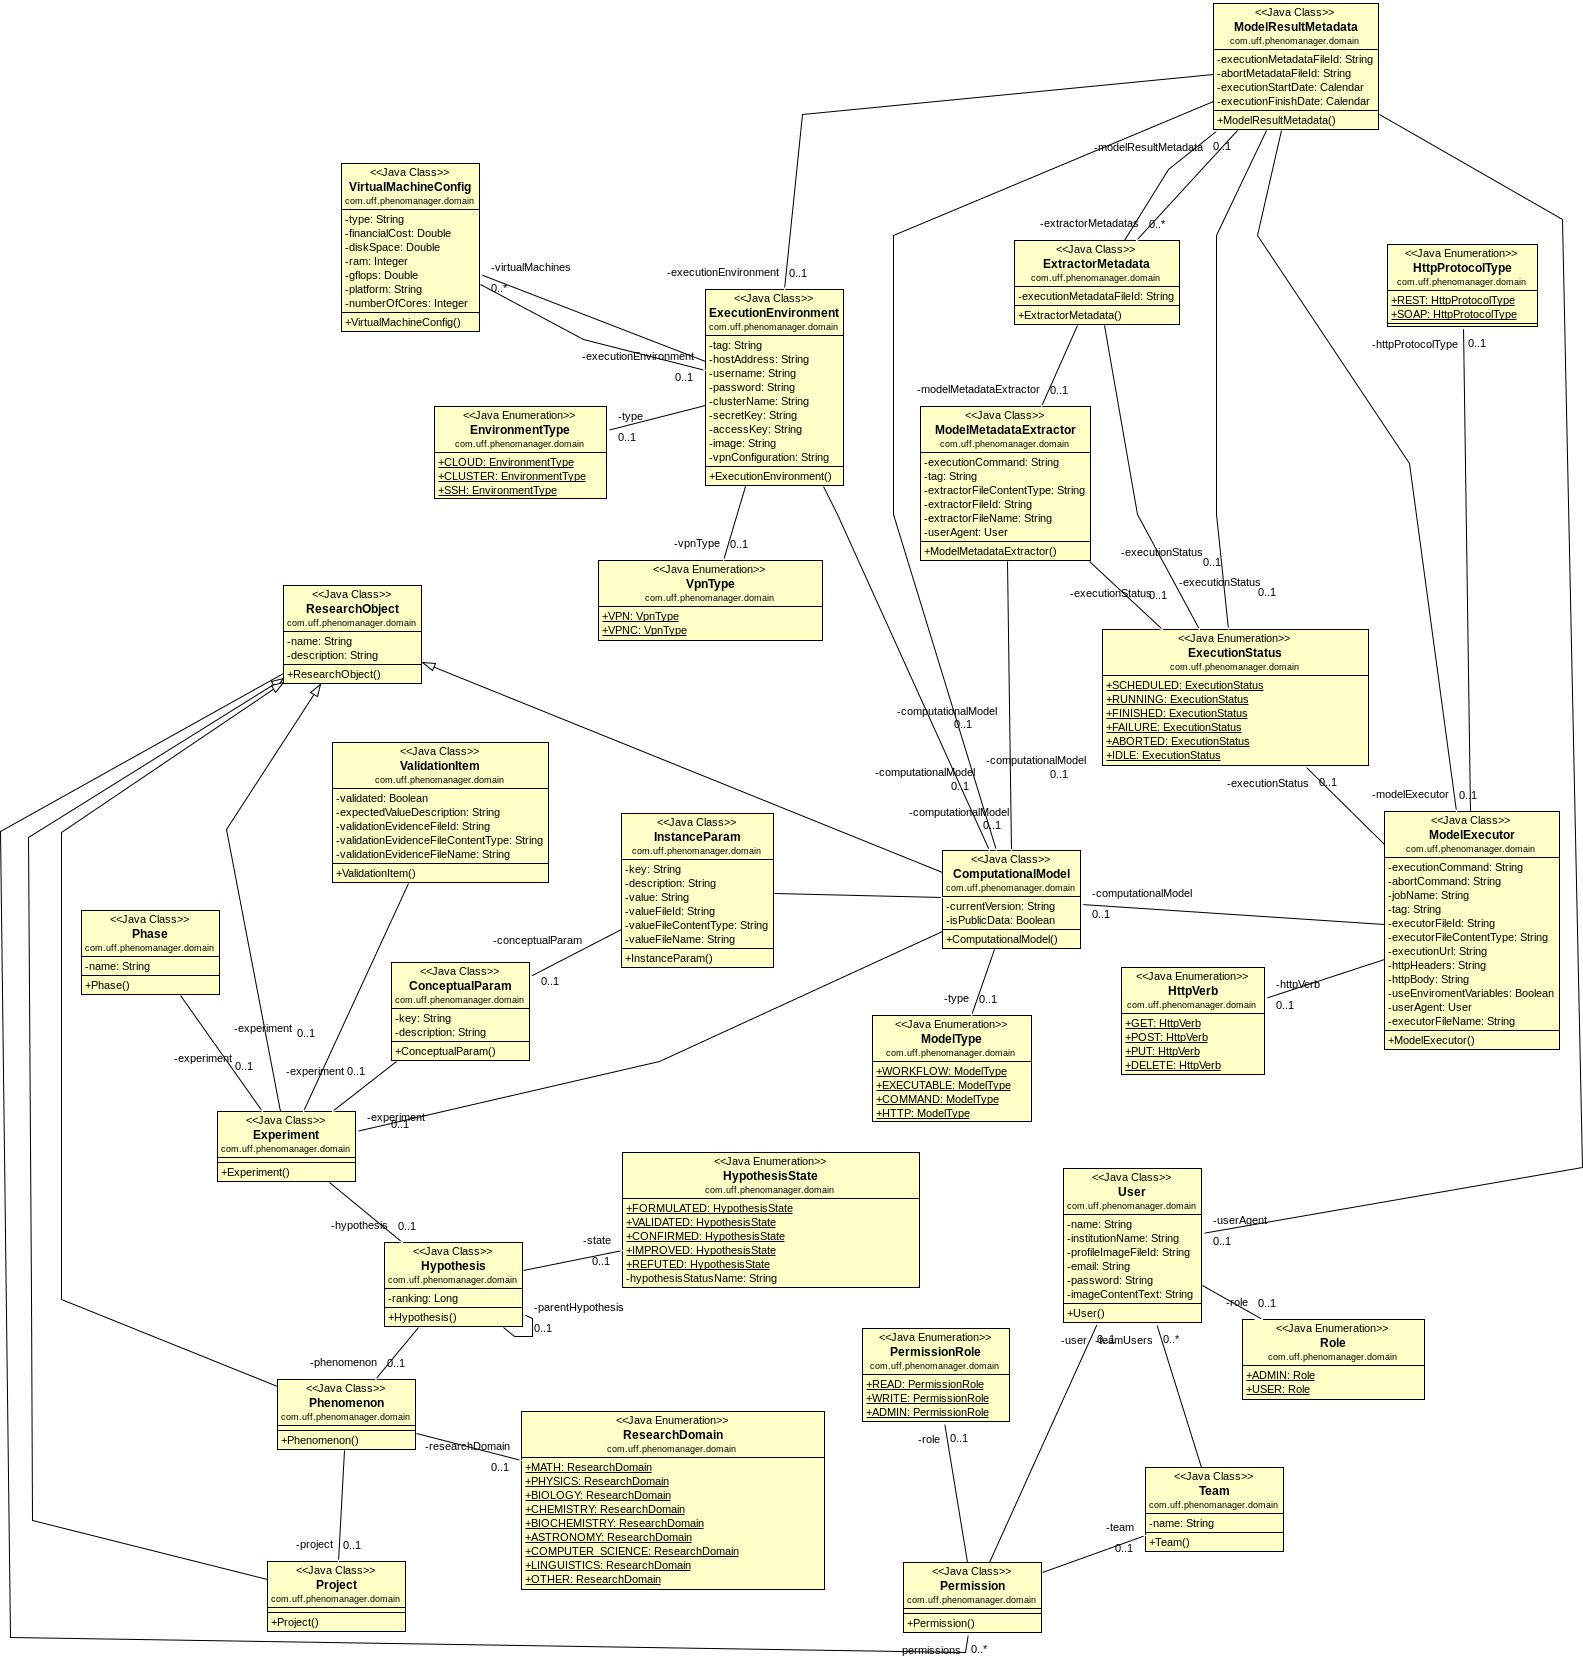 <<Java Class>>
ModelResultMetadata
com.uff.phenomanager.domain
-executionMetadataFileId: String
-abortMetadataFileId: String
-executionStartDate: Calendar
-executionFinishDate: Calendar
+ModelResultMetadata()
-modelResultMetadata 0..1
<<Java Class>>
VirtualMachineConfig
com.uff.phenomanager.domain
-type: String
-financialCost: Double
-diskSpace: Double
-ram: Integer
-gflops: Double
-platform: String
-numberOfCores: Integer
+VirtualMachineConfig()
-virtualMachines
0..*
-executionEnvironment
0..1
-extractorMetadatas 0..*
<<Java Class>>
ExtractorMetadata
com.uff.phenomanager.domain
-executionMetadataFileId: String
+ExtractorMetadata()
<<Java Enumeration>>
HttpProtocolType
com.uff.phenomanager.domain
+REST: HttpProtocolType
+SOAP: HttpProtocolType
-httpProtocolType 0..1
-executionEnvironment 0..1
<<Java Class>>
ExecutionEnvironment
com.uff.phenomanager.domain
-tag: String
-hostAddress: String
-username: String
-password: String
-clusterName: String
-secretKey: String
-accessKey: String
-image: String
-vpnConfiguration: String
+ExecutionEnvironment()
-type
0..1
<<Java Enumeration>>
EnvironmentType
com.uff.phenomanager.domain
+CLOUD: EnvironmentType
+CLUSTER: EnvironmentType
+SSH: EnvironmentType
-modelMetadataExtractor 0..1
<<Java Class>>
ModelMetadataExtractor
com.uff.phenomanager.domain
-executionCommand: String
-tag: String
-extractorFileContentType: String
-extractorFileId: String
-extractorFileName: String
-userAgent: User
+ModelMetadataExtractor()
-vpnType 0..1
<<Java Enumeration>>
VpnType
com.uff.phenomanager.domain
+VPN: VpnType
+VPNC: VpnType
-executionStatus
0..1
-executionStatus
0..1
-executionStatus
0..1
<<Java Enumeration>>
ExecutionStatus
com.uff.phenomanager.domain
+SCHEDULED: ExecutionStatus
+RUNNING: ExecutionStatus
+FINISHED: ExecutionStatus
+FAILURE: ExecutionStatus
+ABORTED: ExecutionStatus
+IDLE: ExecutionStatus
-executionStatus 0..1
<<Java Class>>
ResearchObject
com.uff.phenomanager.domain
-name: String
-description: String
+ResearchObject()
-computationalModel
0..1
-computationalModel
0..1
-computationalModel
0..1
-computationalModel
0..1
<<Java Class>>
ValidationItem
com.uff.phenomanager.domain
-validated: Boolean
-expectedValueDescription: String
-validationEvidenceFileId: String
-validationEvidenceFileContentType: String
-validationEvidenceFileName: String
+ValidationItem()
<<Java Class>>
InstanceParam
com.uff.phenomanager.domain
-key: String
-description: String
-value: String
-valueFileId: String
-valueFileContentType: String
-valueFileName: String
+InstanceParam()
<<Java Class>>
ComputationalModel
com.uff.phenomanager.domain
-currentVersion: String
-isPublicData: Boolean
+ComputationalModel()
-computationalModel
0..1
-modelExecutor 0..1
<<Java Class>>
ModelExecutor
com.uff.phenomanager.domain
-executionCommand: String
-abortCommand: String
-jobName: String
-tag: String
-executorFileId: String
-executorFileContentType: String
-executionUrl: String
-httpHeaders: String
-httpBody: String
-useEnviromentVariables: Boolean
-userAgent: User
-executorFileName: String
+ModelExecutor()
-httpVerb
0..1
<<Java Enumeration>>
HttpVerb
com.uff.phenomanager.domain
+GET: HttpVerb
+POST: HttpVerb
+PUT: HttpVerb
+DELETE: HttpVerb
<<Java Class>>
Phase
com.uff.phenomanager.domain
-name: String
+Phase()
-conceptualParam
0..1
<<Java Class>>
ConceptualParam
com.uff.phenomanager.domain
-key: String
-description: String
+ConceptualParam()
-type 0..1
<<Java Enumeration>>
ModelType
com.uff.phenomanager.domain
+WORKFLOW: ModelType
+EXECUTABLE: ModelType
+COMMAND: ModelType
+HTTP: ModelType
-experiment 0..1
-experiment 0..1
-experiment 0..1
-experiment
0..1
<<Java Class>>
Experiment
com.uff.phenomanager.domain
+Experiment()
-hypothesis 0..1
<<Java Class>>
Hypothesis
com.uff.phenomanager.domain
-ranking: Long
+Hypothesis()
-state
0..1
<<Java Enumeration>>
HypothesisState
com.uff.phenomanager.domain
+FORMULATED: HypothesisState
+VALIDATED: HypothesisState
+CONFIRMED: HypothesisState
+IMPROVED: HypothesisState
+REFUTED: HypothesisState
-hypothesisStatusName: String
-parentHypothesis
0..1
-phenomenon 0..1
<<Java Class>>
User
com.uff.phenomanager.domain
-name: String
-institutionName: String
-profileImageFileId: String
-email: String
-password: String
-imageContentText: String
+User()
-userAgent
0..1
-role 0..1
<<Java Enumeration>>
Role
com.uff.phenomanager.domain
+ADMIN: Role
+USER: Role
-user 0..1
-teamUsers 0..*
<<Java Enumeration>>
PermissionRole
com.uff.phenomanager.domain
+READ: PermissionRole
+WRITE: PermissionRole
+ADMIN: PermissionRole
-role 0..1
<<Java Class>>
Phenomenon
com.uff.phenomanager.domain
+Phenomenon()
-researchDomain
0..1
<<Java Enumeration>>
ResearchDomain
com.uff.phenomanager.domain
+MATH: ResearchDomain
+PHYSICS: ResearchDomain
+BIOLOGY: ResearchDomain
+CHEMISTRY: ResearchDomain
+BIOCHEMISTRY: ResearchDomain
+ASTRONOMY: ResearchDomain
+COMPUTER_SCIENCE: ResearchDomain
+LINGUISTICS: ResearchDomain
+OTHER: ResearchDomain
<<Java Class>>
Team
com.uff.phenomanager.domain
-name: String
+Team()
-team
0..1
-project 0..1
<<Java Class>>
Project
com.uff.phenomanager.domain
+Project()
<<Java Class>>
Permission
com.uff.phenomanager.domain
+Permission()
permissions 0..*